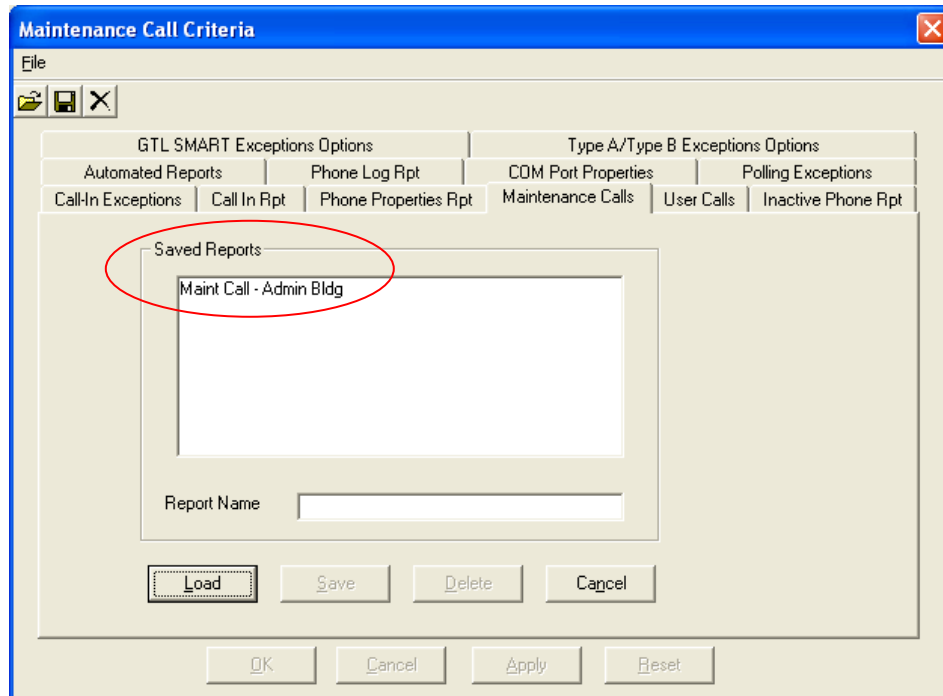 Maintenance Call Criteria
File
GTL SMART Exceptions Options Type A/Type B Exceptions Options
Automated Reports Phone Log Rpt COM Port Properties Polling Exceptions
Call-In Exceptions Call In Rpt Phone Properties Rpt Maintenance Calls User Calls Inactive Phone Rpt
Saved Reports
Maint Call - Admin Bldg
Report Name
Load Save Delete Cancel
OK Cancel Apply Reset